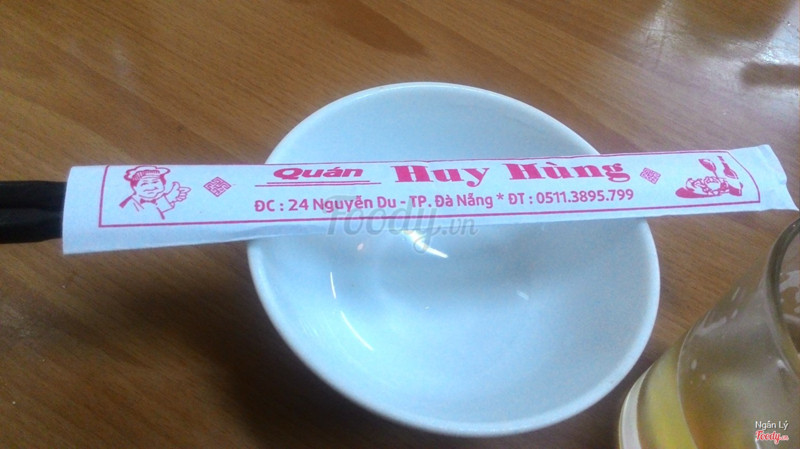 Quán Huy Hùng
ĐC : 24 Nguyễn Du - TP. Đà Nẵng * ĐT : 0511.3895.799
foody.vn
Ngân Lý
Foody.vn